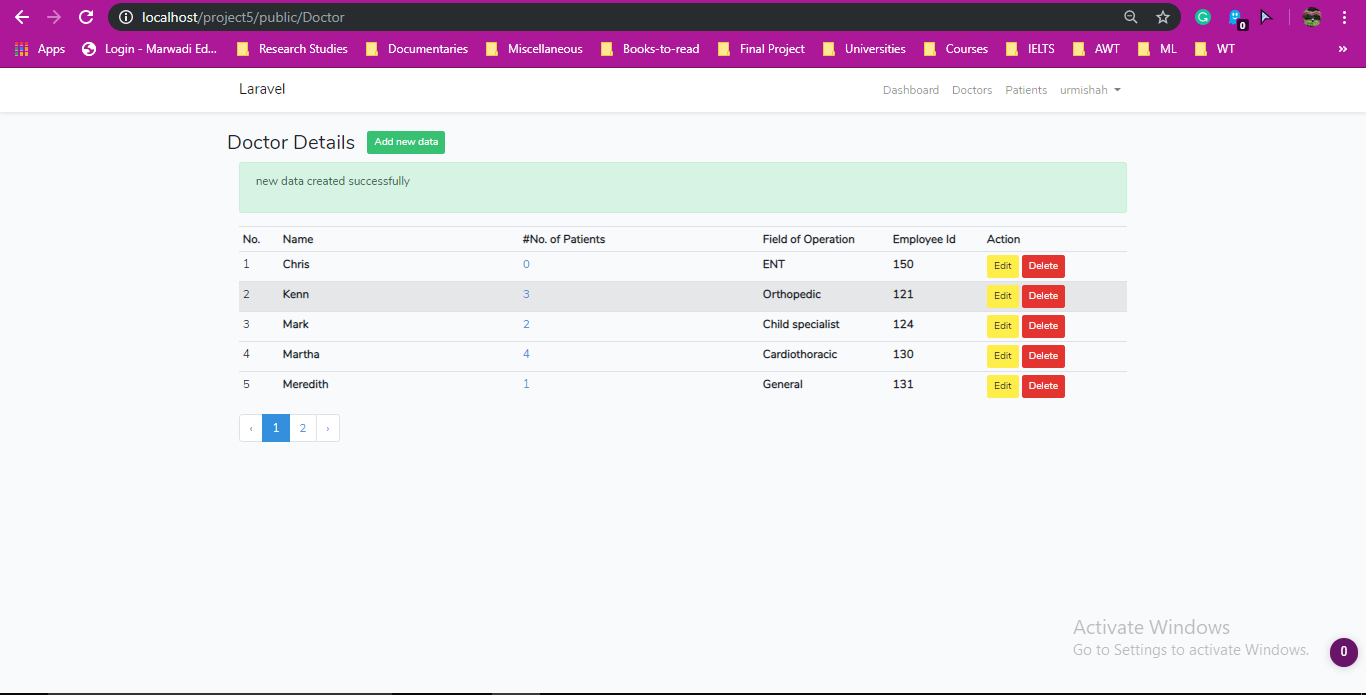 localhost/project5/public/Doctor
0
Apps Login - Marwadi Ed... Research Studies Documentaries Miscellaneous Books-to-read Final Project Universities Courses IELTS AWT ML WT »
Laravel Dashboard Doctors Patients urmishah
Doctor Details Add new data
new data created successfully
No. Name #No. of Patients Field of Operation Employee Id Action
1 Chris 0 ENT 150 Edit Delete
2 Kenn 3 Orthopedic 121 Edit Delete
3 Mark 2 Child specialist 124 Edit Delete
4 Martha 4 Cardiothoracic 130 Edit Delete
5 Meredith 1 General 131 Edit Delete
‹ 1 2 ›
Activate Windows
Go to Settings to activate Windows.
0